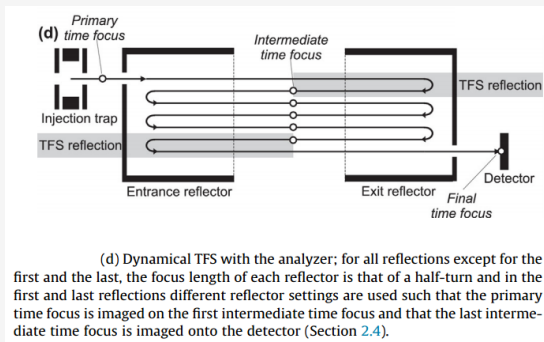 Primary
(d) time focus
Intermediate
time focus
TFS reflection
Injection trap
TFS reflection
Entrance reflector
Exit reflector
Detector
Final
time focus
(d) Dynamical TFS with the analyzer; for all reflections except for the
first and the last, the focus length of each reflector is that of a half-turn and in the
first and last reflections different reflector settings are used such that the primary
time focus is imaged on the first intermediate time focus and that the last interme-
diate time focus is imaged onto the detector (Section 2.4).